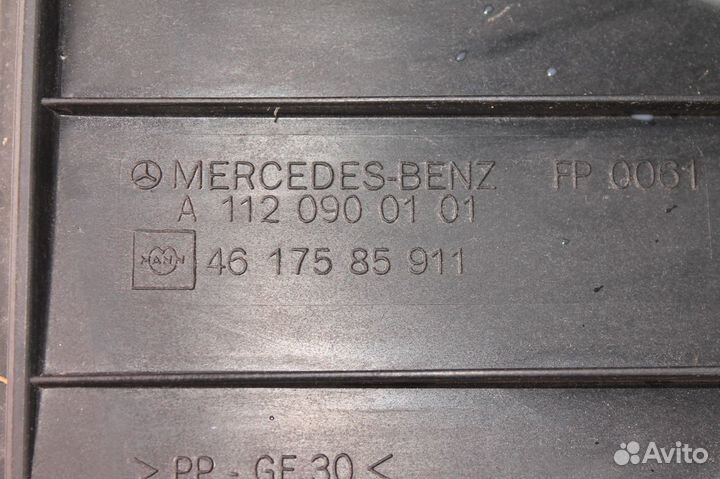 MERCEDES-BENZ FP 0061
A 112 090 01 01
MANN 46 175 85 911
>PP-GF 30<
Avito